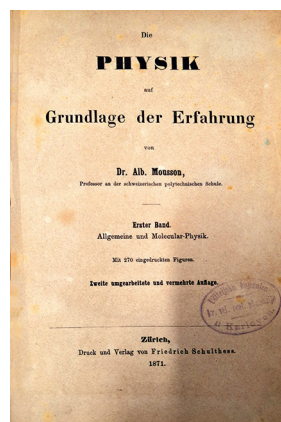 Die
PHYSIK
auf
Grundlage der Erfahrung
von
Dr. Alb. Mousson,
Professor an der schweizerischen polytechnischen Schule.
Erster Band.
Allgemeine und Molecular-Physik.
Mit 270 eingedruckten Figuren.
Zweite umgearbeitete und vermehrte Auflage.
Zürich,
Druck und Verlag von Friedrich Schulthess.
1871.